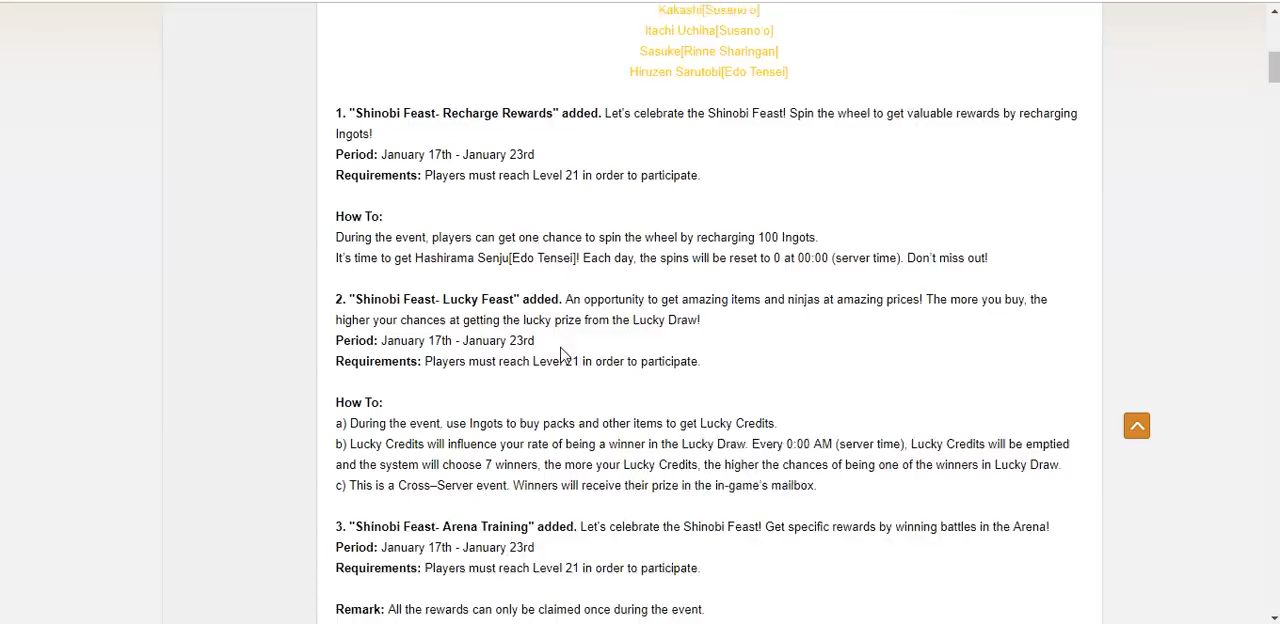 Kakashi[Susano'o]
Itachi Uchiha[Susano'o]
Sasuke[Rinne Sharingan]
Hiruzen Sarutobi[Edo Tensei]
1. "Shinobi Feast- Recharge Rewards" added. Let's celebrate the Shinobi Feast! Spin the wheel to get valuable rewards by recharging
Ingots!
Period: January 17th - January 23rd
Requirements: Players must reach Level 21 in order to participate.
How To:
During the event, players can get one chance to spin the wheel by recharging 100 Ingots.
It's time to get Hashirama Senju[Edo Tensei]! Each day, the spins will be reset to 0 at 00:00 (server time). Don't miss out!
2. "Shinobi Feast- Lucky Feast" added. An opportunity to get amazing items and ninjas at amazing prices! The more you buy, the
higher your chances at getting the lucky prize from the Lucky Draw!
Period: January 17th - January 23rd
Requirements: Players must reach Level 21 in order to participate.
How To:
a) During the event, use Ingots to buy packs and other items to get Lucky Credits.
b) Lucky Credits will influence your rate of being a winner in the Lucky Draw. Every 0:00 AM (server time), Lucky Credits will be emptied
and the system will choose 7 winners, the more your Lucky Credits, the higher the chances of being one of the winners in Lucky Draw.
c) This is a Cross–Server event. Winners will receive their prize in the in-game's mailbox.
3. "Shinobi Feast- Arena Training" added. Let's celebrate the Shinobi Feast! Get specific rewards by winning battles in the Arena!
Period: January 17th - January 23rd
Requirements: Players must reach Level 21 in order to participate.
Remark: All the rewards can only be claimed once during the event.